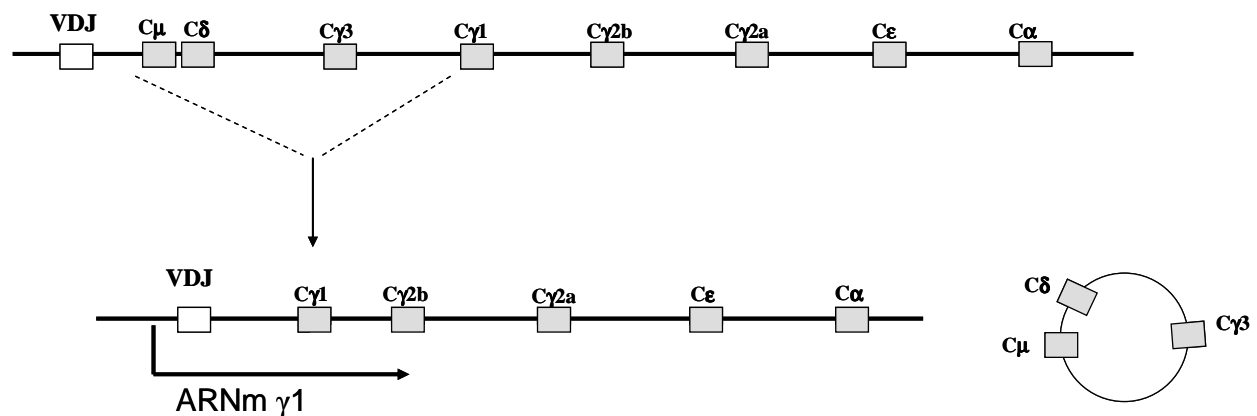 VDJ Cμ Cδ Cγ3 Cγ1 Cγ2b Cγ2a Cε Cα
VDJ Cγ1 Cγ2b Cγ2a Cε Cα
Cδ
Cγ3
Cμ
ARNm γ1